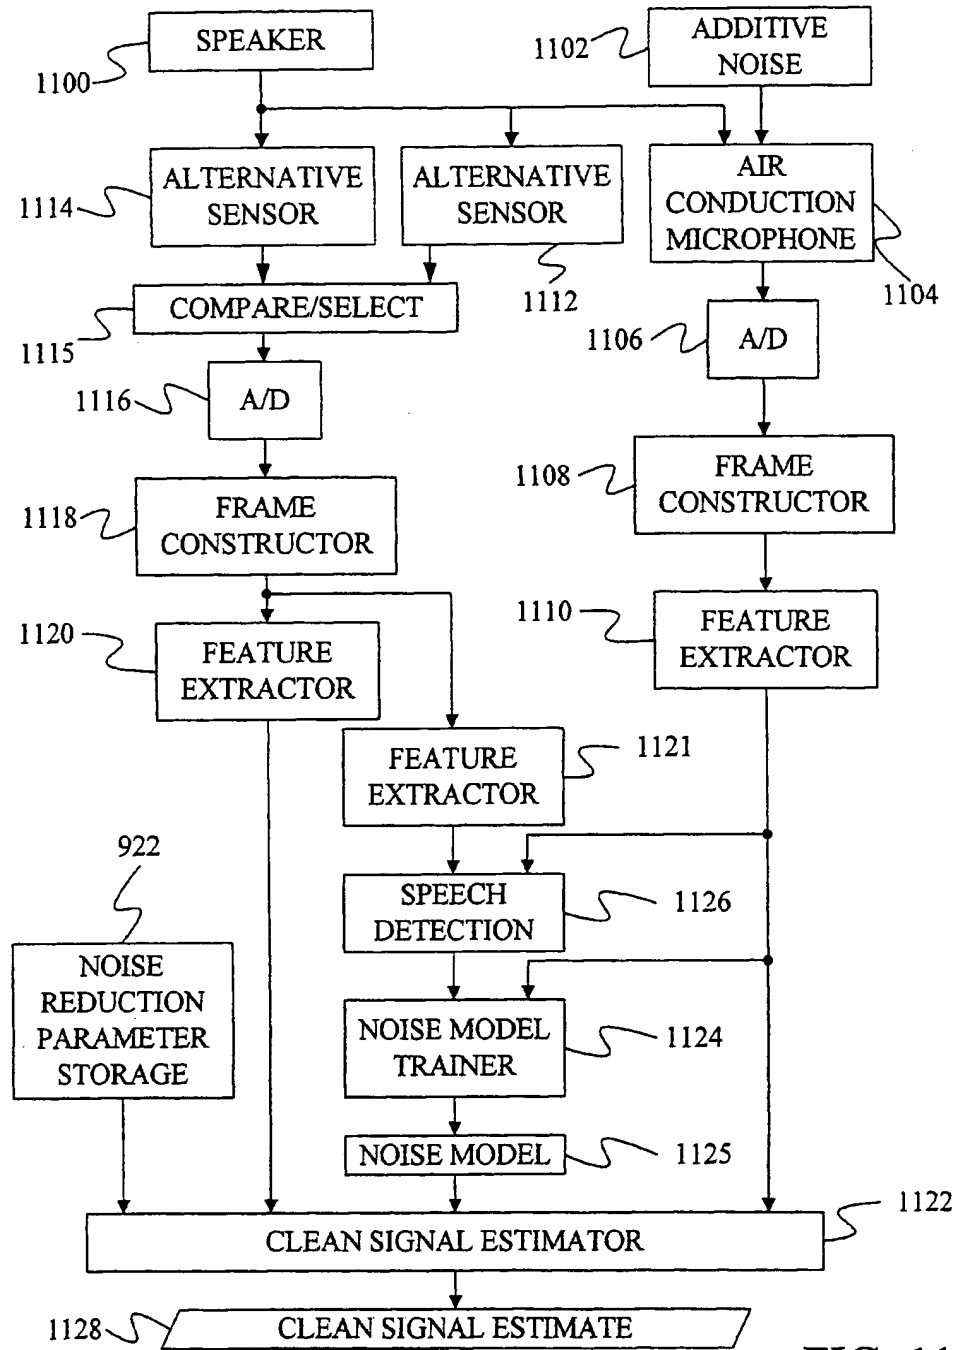 SPEAKER
1100
ADDITIVE
NOISE
1102
ALTERNATIVE
SENSOR
1114
ALTERNATIVE
SENSOR
1112
AIR
CONDUCTION
MICROPHONE
1104
COMPARE/SELECT
1115
A/D
1106
A/D
1116
FRAME
CONSTRUCTOR
1108
FRAME
CONSTRUCTOR
1118
FEATURE
EXTRACTOR
1110
FEATURE
EXTRACTOR
1120
FEATURE
EXTRACTOR
1121
922
SPEECH
DETECTION
1126
NOISE
REDUCTION
PARAMETER
STORAGE
NOISE MODEL
TRAINER
1124
NOISE MODEL
1125
CLEAN SIGNAL ESTIMATOR
1122
CLEAN SIGNAL ESTIMATE
1128